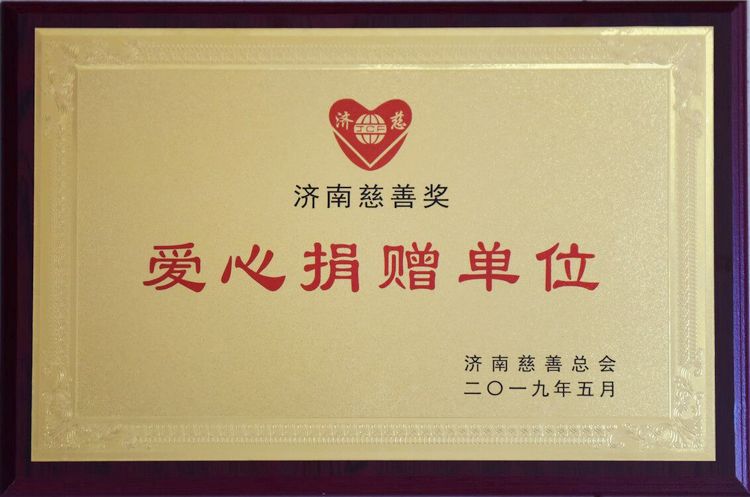 济 慈
JCF
济南慈善奖
爱心捐赠单位
济南慈善总会
二〇一九年五月